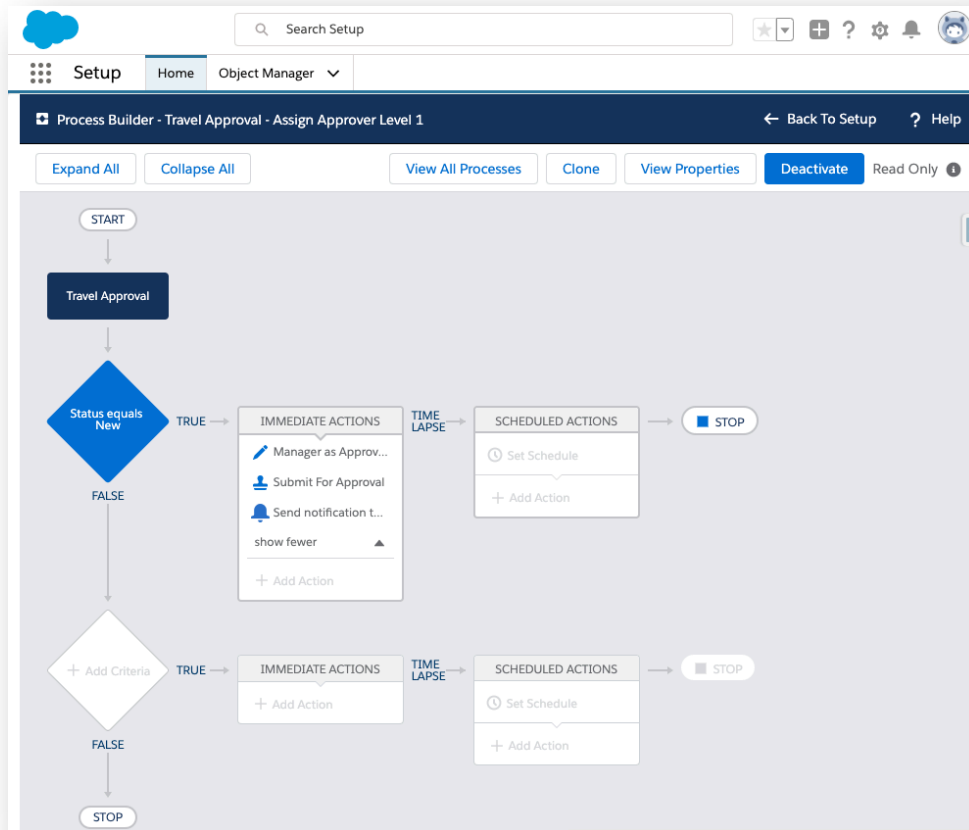 Search Setup
Setup
Home
Object Manager
Process Builder - Travel Approval - Assign Approver Level 1
Back To Setup
? Help
Expand All
Collapse All
View All Processes
Clone
View Properties
Deactivate
Read Only
START
Travel Approval
Status equals
New
TRUE
IMMEDIATE ACTIONS
Manager as Approv...
Submit For Approval
Send notification t...
show fewer
+ Add Action
TIME
LAPSE
SCHEDULED ACTIONS
Set Schedule
+ Add Action
STOP
FALSE
+ Add Criteria
TRUE
IMMEDIATE ACTIONS
+ Add Action
TIME
LAPSE
SCHEDULED ACTIONS
Set Schedule
+ Add Action
STOP
FALSE
STOP